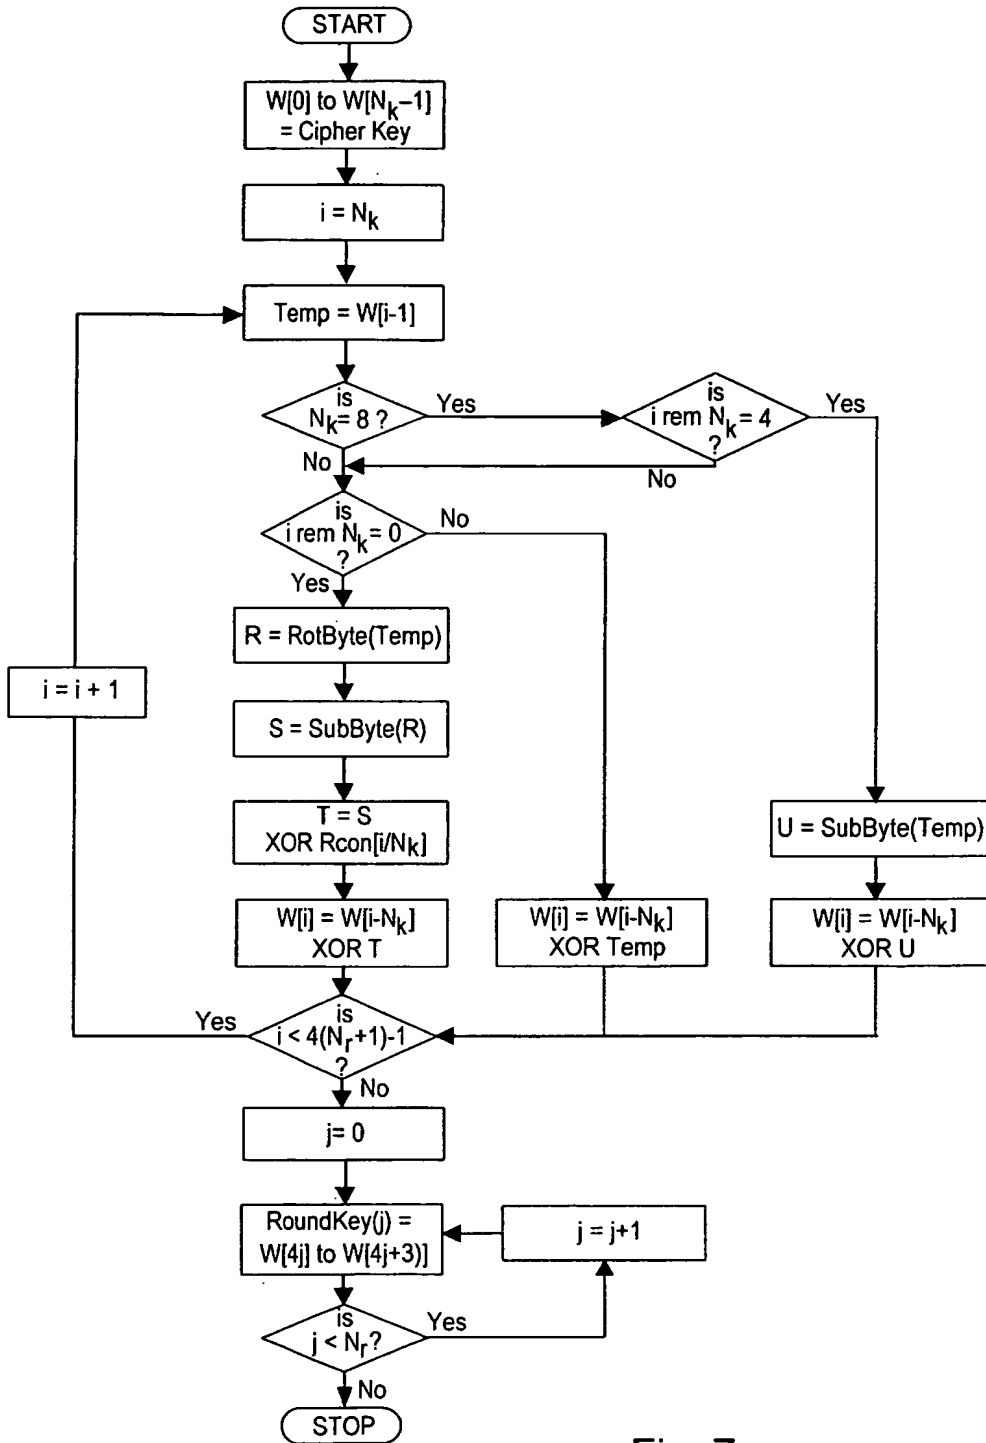 START
W[0] to W[Nk–1]
= Cipher Key
i = Nk
Temp = W[i-1]
is
Nk= 8 ?
Yes
No
is
i rem Nk= 4
?
Yes
No
is
i rem Nk= 0
?
No
Yes
R = RotByte(Temp)
i = i + 1
S = SubByte(R)
T = S
XOR Rcon[i/Nk]
U = SubByte(Temp)
W[i] = W[i-Nk]
XOR T
W[i] = W[i-Nk]
XOR Temp
W[i] = W[i-Nk]
XOR U
Yes
is
i < 4(Nr+1)-1
?
No
j= 0
RoundKey(j) =
W[4j] to W[4j+3)]
j = j+1
is
j < Nr?
Yes
No
STOP